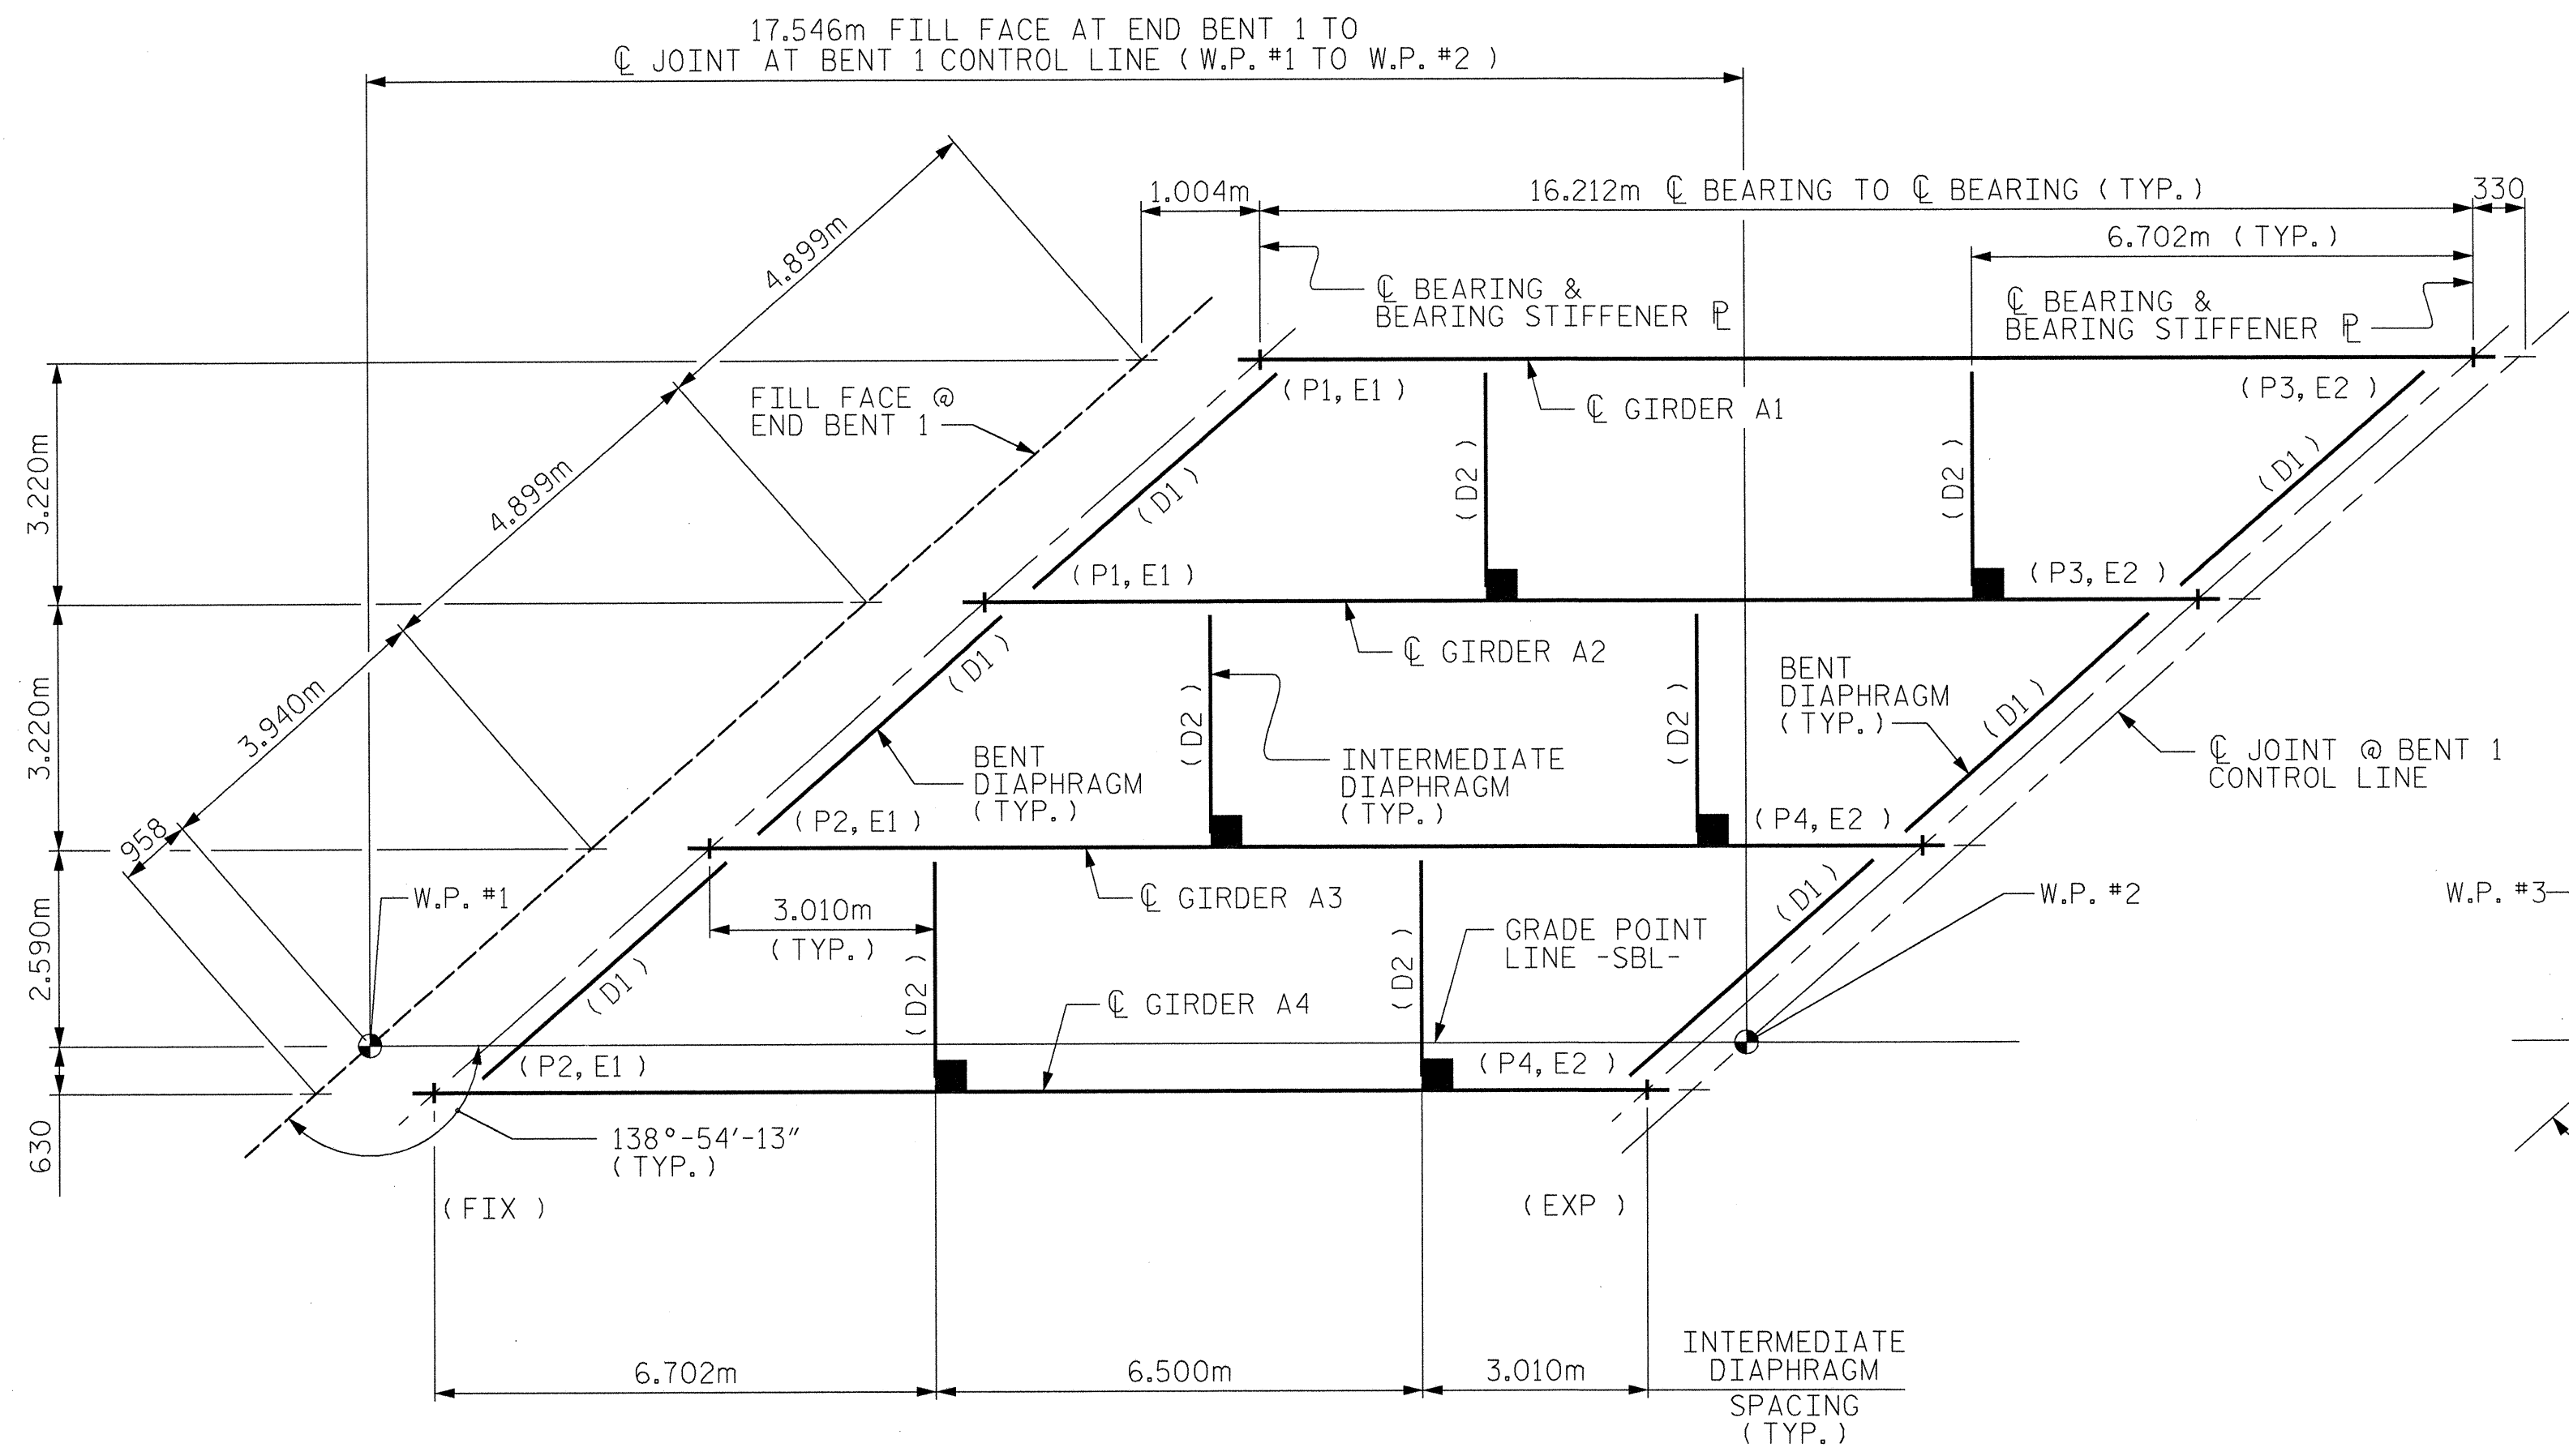 17.546m FILL FACE AT END BENT 1 TO
℄ JOINT AT BENT 1 CONTROL LINE ( W.P. #1 TO W.P. #2 )
1.004m
16.212m ℄ BEARING TO ℄ BEARING ( TYP. )
330
6.702m ( TYP. )
4.899m
℄ BEARING &
BEARING STIFFENER ⅊
℄ BEARING &
BEARING STIFFENER ⅊
FILL FACE @
END BENT 1
( P1, E1 )
℄ GIRDER A1
( P3, E2 )
3.220m
4.899m
( D1 )
( D2 )
( D2 )
( D1 )
( P1, E1 )
( P3, E2 )
℄ GIRDER A2
3.220m
3.940m
( D1 )
( D2 )
( D2 )
BENT
DIAPHRAGM
( TYP. )
( D1 )
BENT
DIAPHRAGM
( TYP. )
INTERMEDIATE
DIAPHRAGM
( TYP. )
℄ JOINT @ BENT 1
CONTROL LINE
958
( P2, E1 )
( P4, E2 )
W.P. #1
℄ GIRDER A3
( D1 )
W.P. #2
W.P. #3
2.590m
3.010m
( TYP. )
GRADE POINT
LINE -SBL-
( D1 )
( D2 )
( D2 )
℄ GIRDER A4
( P2, E1 )
( P4, E2 )
630
138°-54'-13"
( TYP. )
( FIX )
( EXP )
6.702m
6.500m
3.010m
INTERMEDIATE
DIAPHRAGM
SPACING
( TYP. )